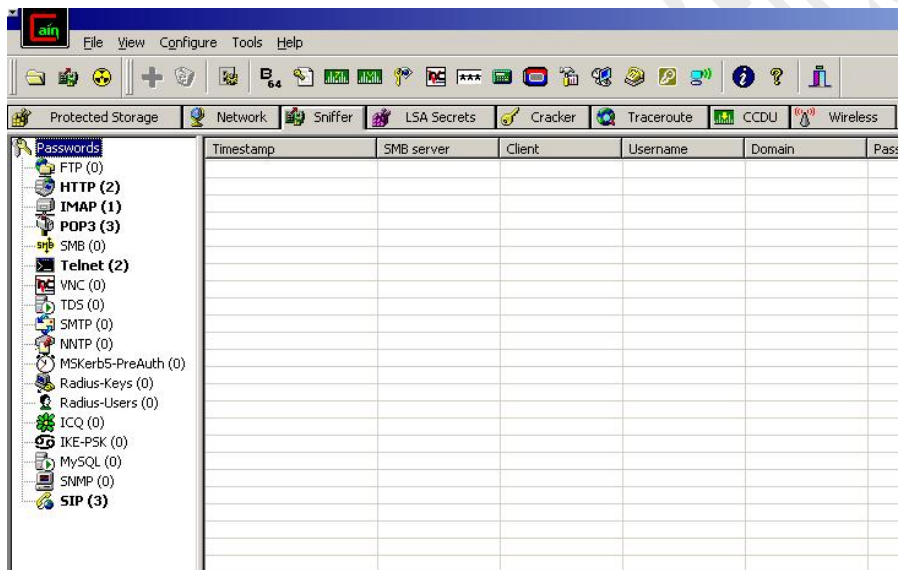 Cain
File View Configure Tools Help
B 64
Protected Storage Network Sniffer LSA Secrets Cracker Traceroute CCDU Wireless
Passwords
Timestamp SMB server Client Username Domain Pass
FTP (0)
HTTP (2)
IMAP (1)
POP3 (3)
SMB (0)
Telnet (2)
VNC (0)
TDS (0)
SMTP (0)
NNTP (0)
MSKerb5-PreAuth (0)
Radius-Keys (0)
Radius-Users (0)
ICQ (0)
IKE-PSK (0)
MySQL (0)
SNMP (0)
SIP (3)